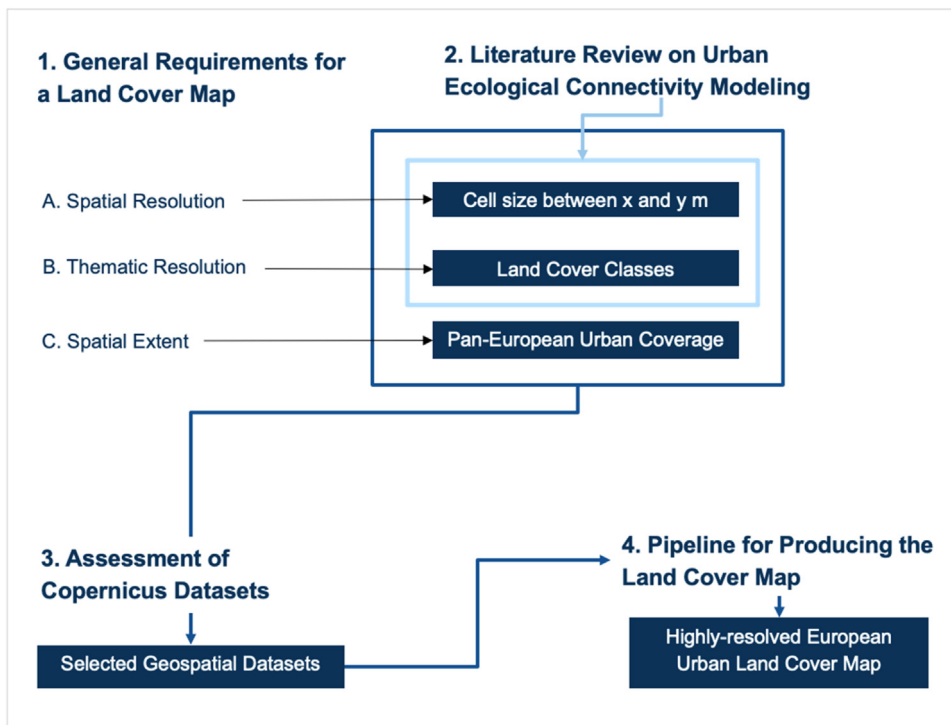 1. General Requirements for
a Land Cover Map
2. Literature Review on Urban
Ecological Connectivity Modeling
A. Spatial Resolution
Cell size between x and y m
B. Thematic Resolution
Land Cover Classes
C. Spatial Extent
Pan-European Urban Coverage
3. Assessment of
Copernicus Datasets
Selected Geospatial Datasets
4. Pipeline for Producing the
Land Cover Map
Highly-resolved European
Urban Land Cover Map